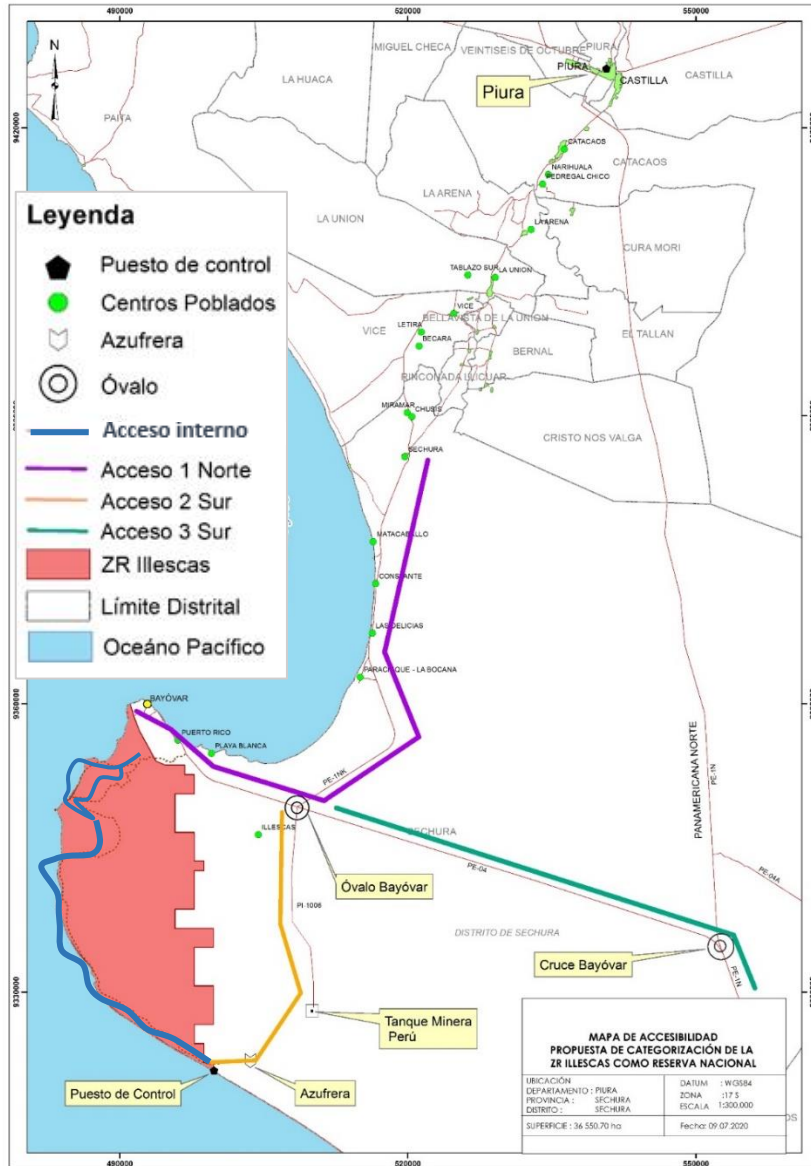 490000
520000
550000
N
MIGUEL CHECA
VEINTISEIS DE OCTUBRE
PIURA
LA HUACA
PIURA
CASTILLA
CASTILLA
Piura
PAITA
9420000
CATACAOS
NARIHUALA
PEDREGAL CHICO
CATACAOS
LA ARENA
LA UNION
LA ARENA
CURA MORI
TABLAZO SUR
LA UNION
VICE
BELLAVISTA DE LA UNION
VICE
LETIRA
BECARA
EL TALLAN
BERNAL
RINCONADA LLICUAR
MIRAMAR
CHUSIS
CRISTO NOS VALGA
SECHURA
MATACABALLO
CONSTANTE
LAS DELICIAS
PARACHIQUE - LA BOCANA
Leyenda
Puesto de control
Centros Poblados
Azufrera
Óvalo
Acceso interno
Acceso 1 Norte
Acceso 2 Sur
Acceso 3 Sur
ZR Illescas
Límite Distrital
Oceáno Pacífico
9360000
BAYÓVAR
PUERTO RICO
PLAYA BLANCA
PE-1NK
PANAMERICANA NORTE
PE-1N
ILLESCAS
SECHURA
Óvalo Bayóvar
PE-04
PE-04A
PI-1006
DISTRITO DE SECHURA
Cruce Bayóvar
PE-1N
9330000
Tanque Minera
Perú
Puesto de Control
Azufrera
MAPA DE ACCESIBILIDAD
PROPUESTA DE CATEGORIZACIÓN DE LA
ZR ILLESCAS COMO RESERVA NACIONAL
UBICACIÓN
DEPARTAMENTO : PIURA
PROVINCIA : SECHURA
DISTRITO : SECHURA
DATUM : WGS84
ZONA :17 S
ESCALA 1:300.000
SUPERFICIE : 36 550.70 ha
Fecha: 09.07.2020
490000
520000
550000